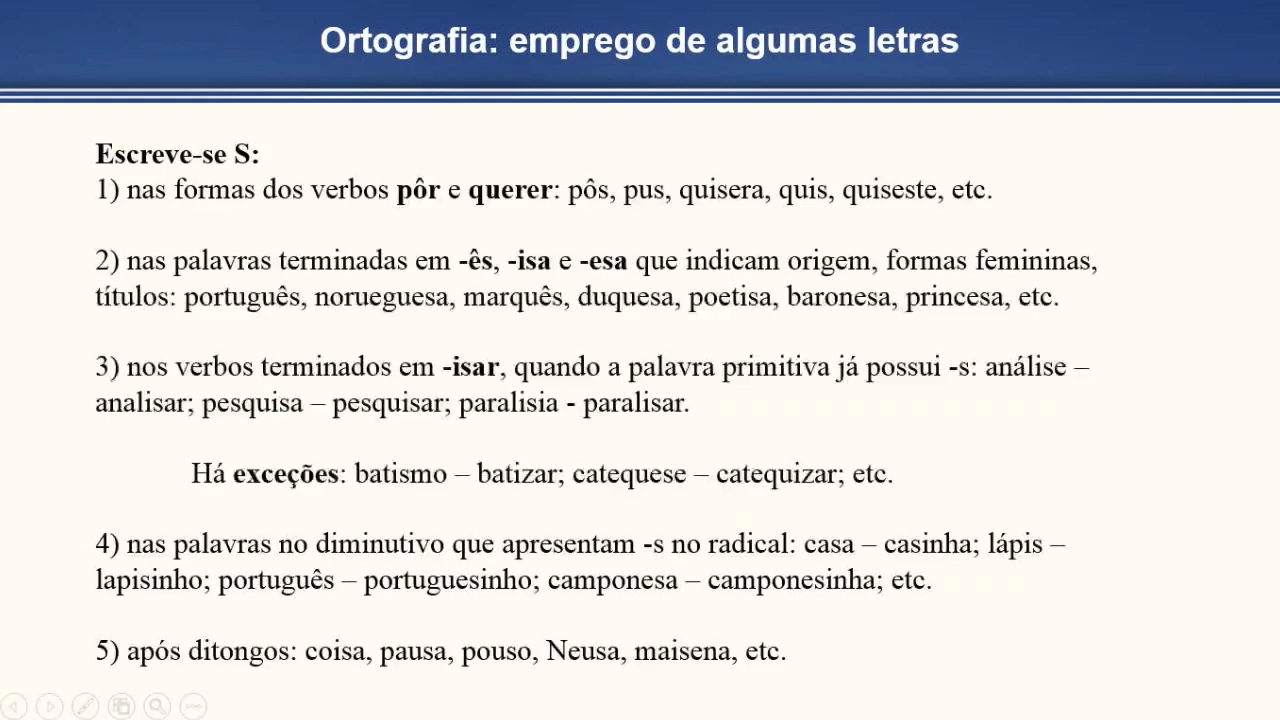 Ortografia: emprego de algumas letras
Escreve-se S:
1) nas formas dos verbos pôr e querer: pôs, pus, quisera, quis, quiseste, etc.
2) nas palavras terminadas em -ês, -isa e -esa que indicam origem, formas femininas,
títulos: português, norueguesa, marquês, duquesa, poetisa, baronesa, princesa, etc.
3) nos verbos terminados em -isar, quando a palavra primitiva já possui -s: análise –
analisar; pesquisa – pesquisar; paralisia - paralisar.
Há exceções: batismo – batizar; catequese – catequizar; etc.
4) nas palavras no diminutivo que apresentam -s no radical: casa – casinha; lápis –
lapisinho; português – portuguesinho; camponesa – camponesinha; etc.
5) após ditongos: coisa, pausa, pouso, Neusa, maisena, etc.